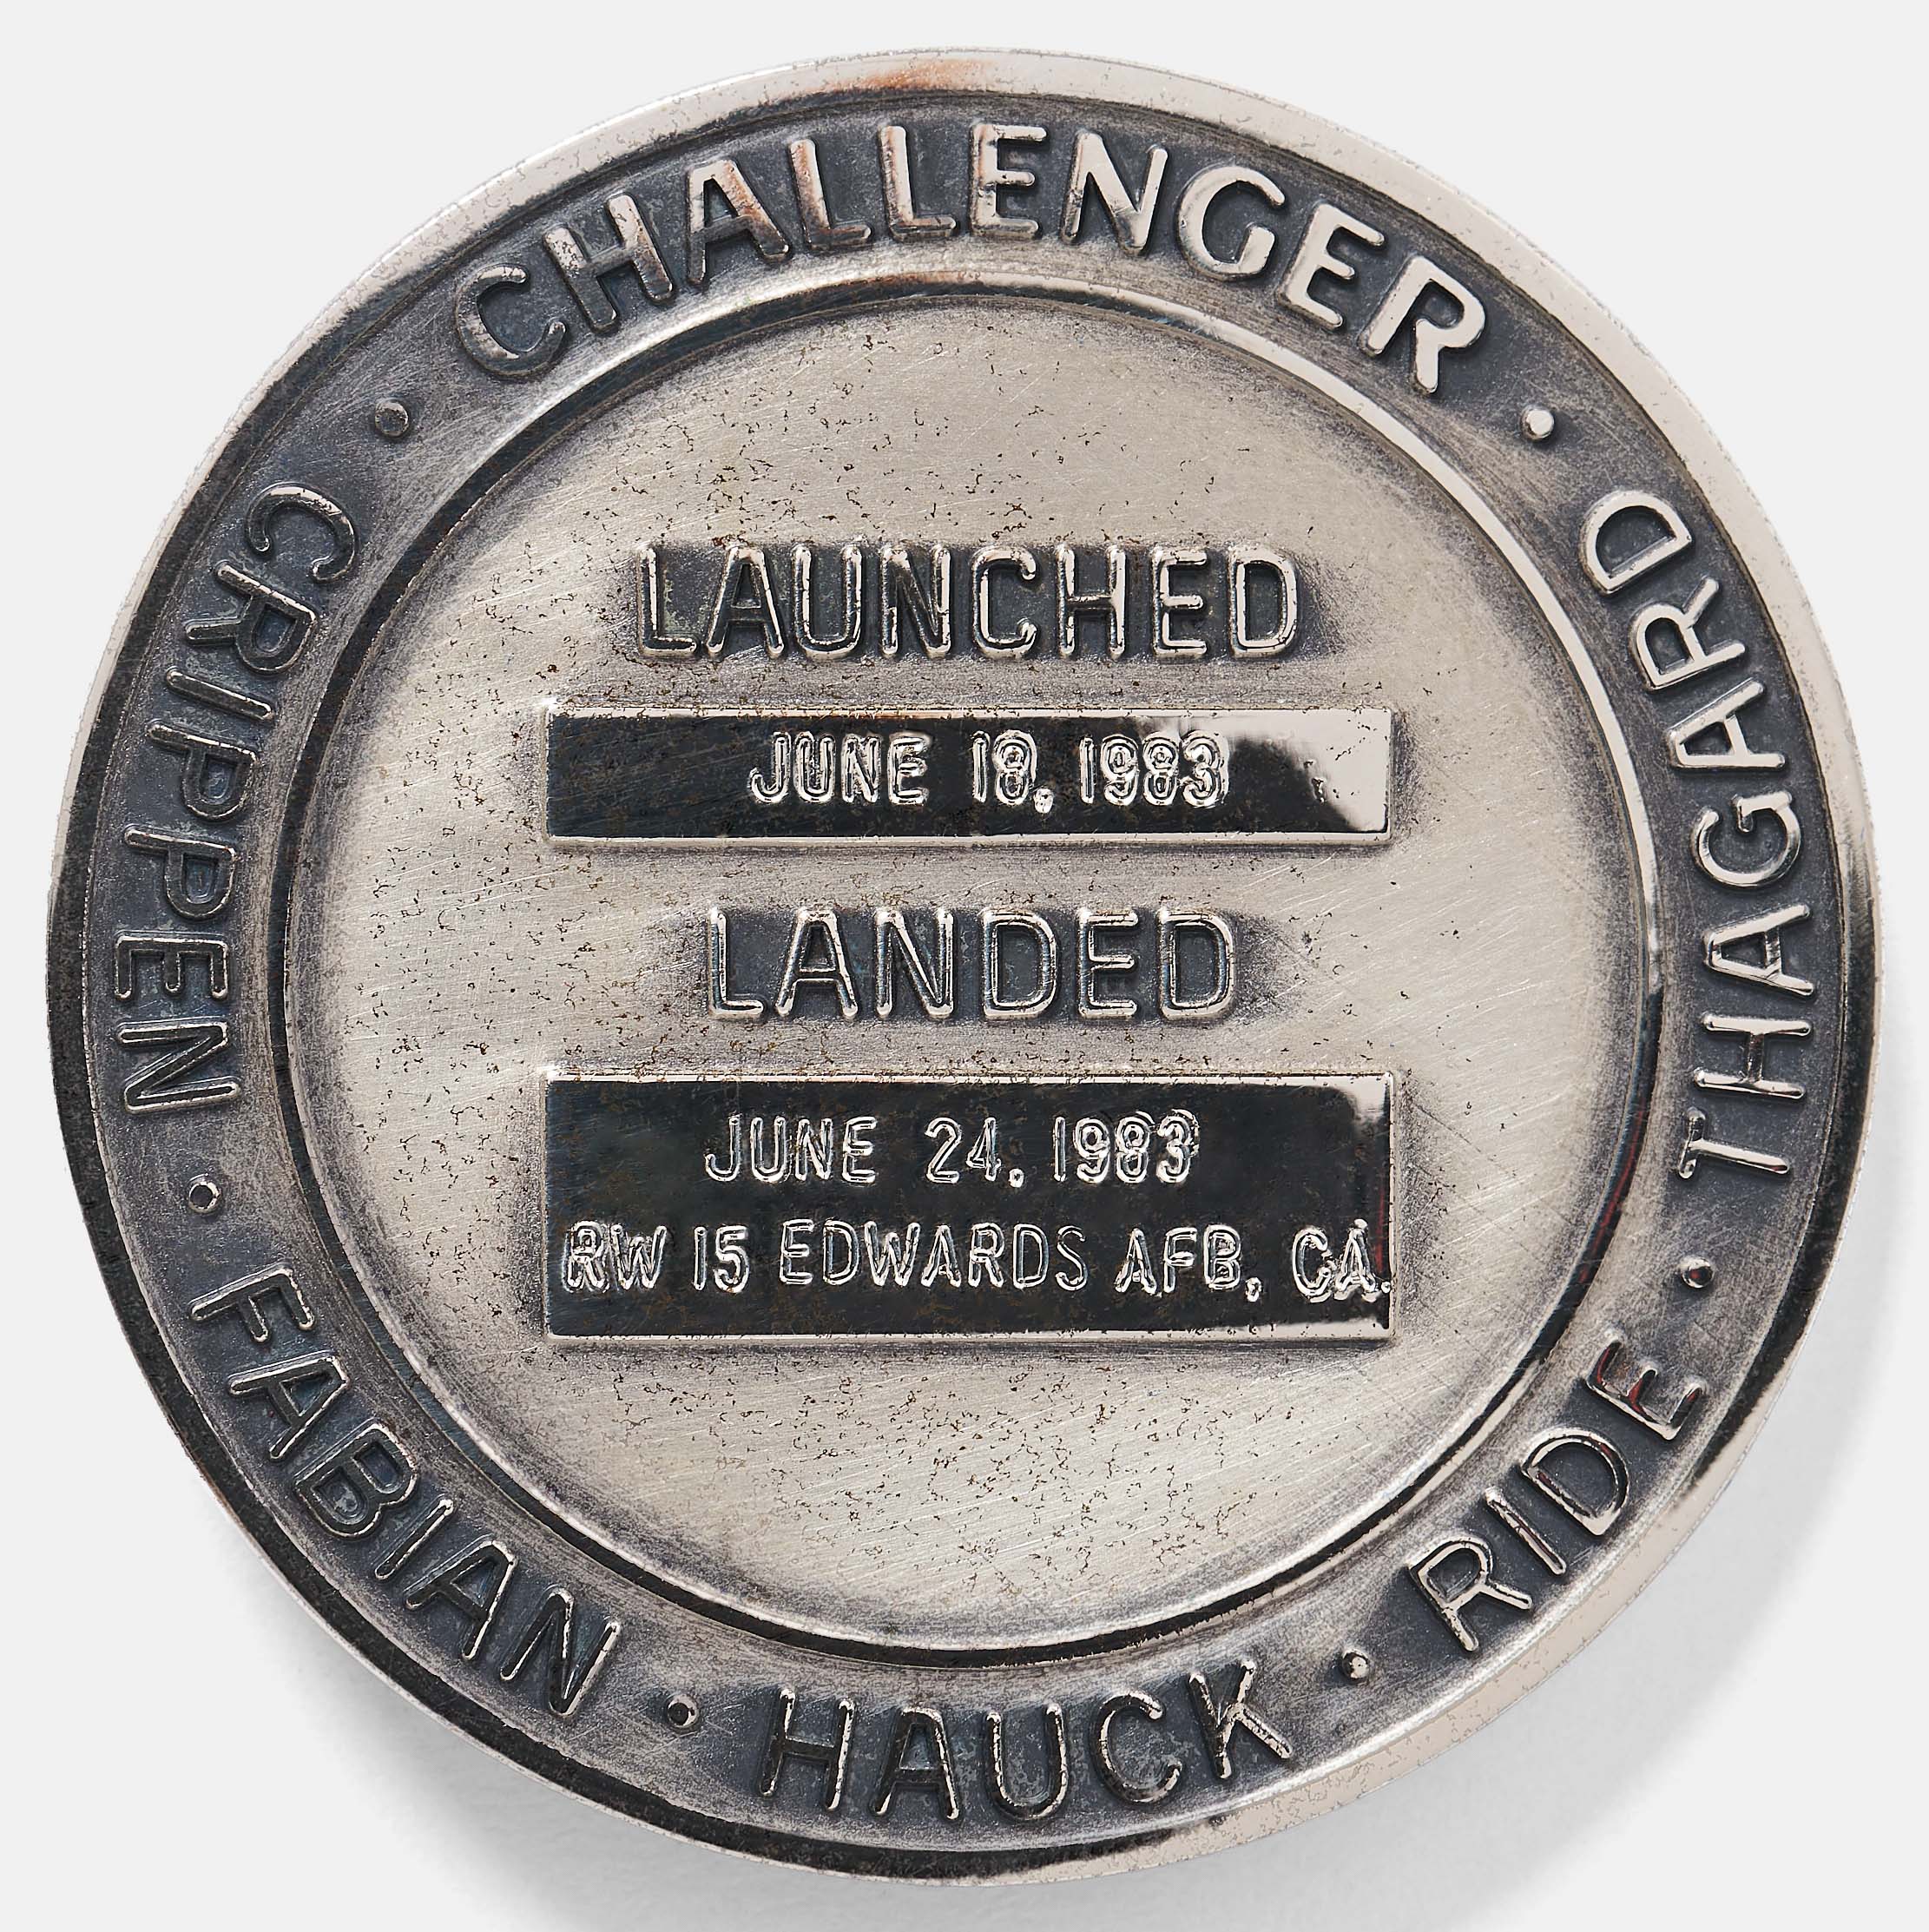 · CHALLENGER · THAGARD · RIDE · HAUCK · FABIAN · CRIPPEN
LAUNCHED
JUNE 18, 1983
LANDED
JUNE 24, 1983
RW 15 EDWARDS AFB, CA.